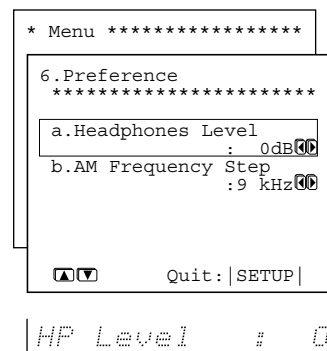 * Menu *****************
6.Preference
***********************
a.Headphones Level
: 0dB
b.AM Frequency Step
:9 kHz
Quit:|SETUP|
HP Level : 0